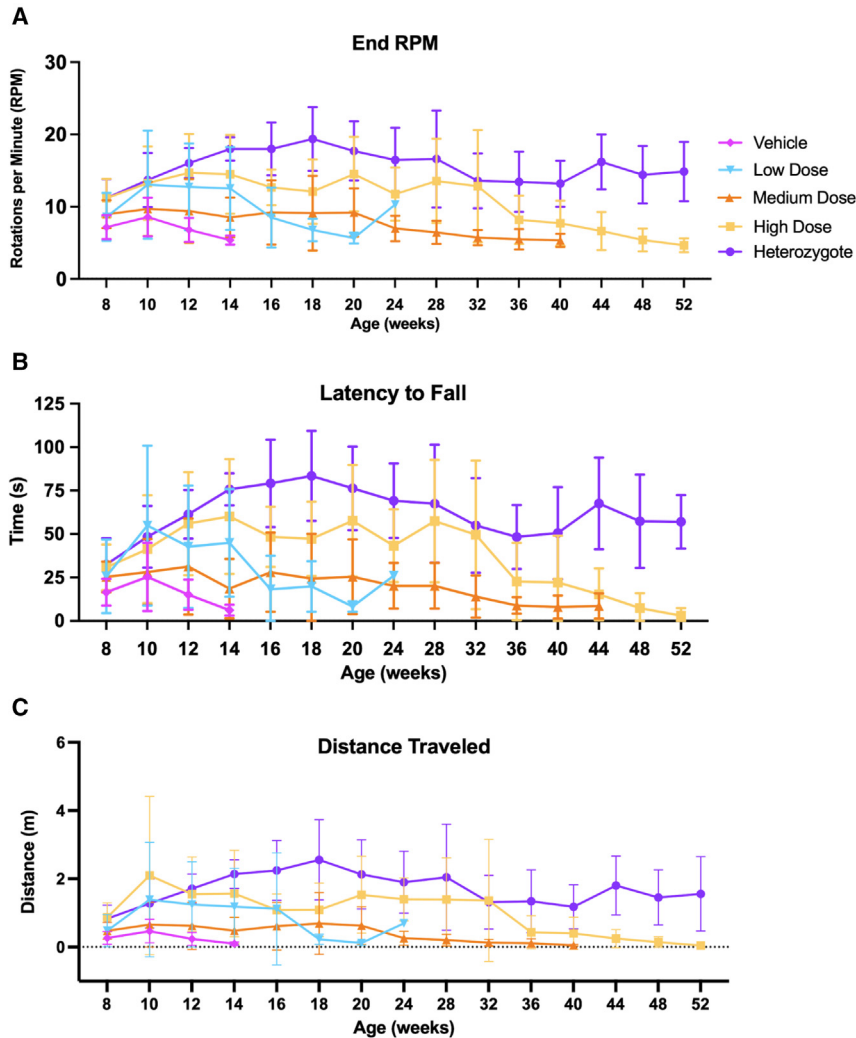 A
End RPM
Rotations per Minute (RPM)
30
20
10
0
8 10 12 14 16 18 20 24 28 32 36 40 44 48 52
Age (weeks)
Vehicle
Low Dose
Medium Dose
High Dose
Heterozygote
B
Latency to Fall
Time (s)
125
100
75
50
25
0
8 10 12 14 16 18 20 24 28 32 36 40 44 48 52
Age (weeks)
C
Distance Traveled
Distance (m)
6
4
2
0
8 10 12 14 16 18 20 24 28 32 36 40 44 48 52
Age (weeks)